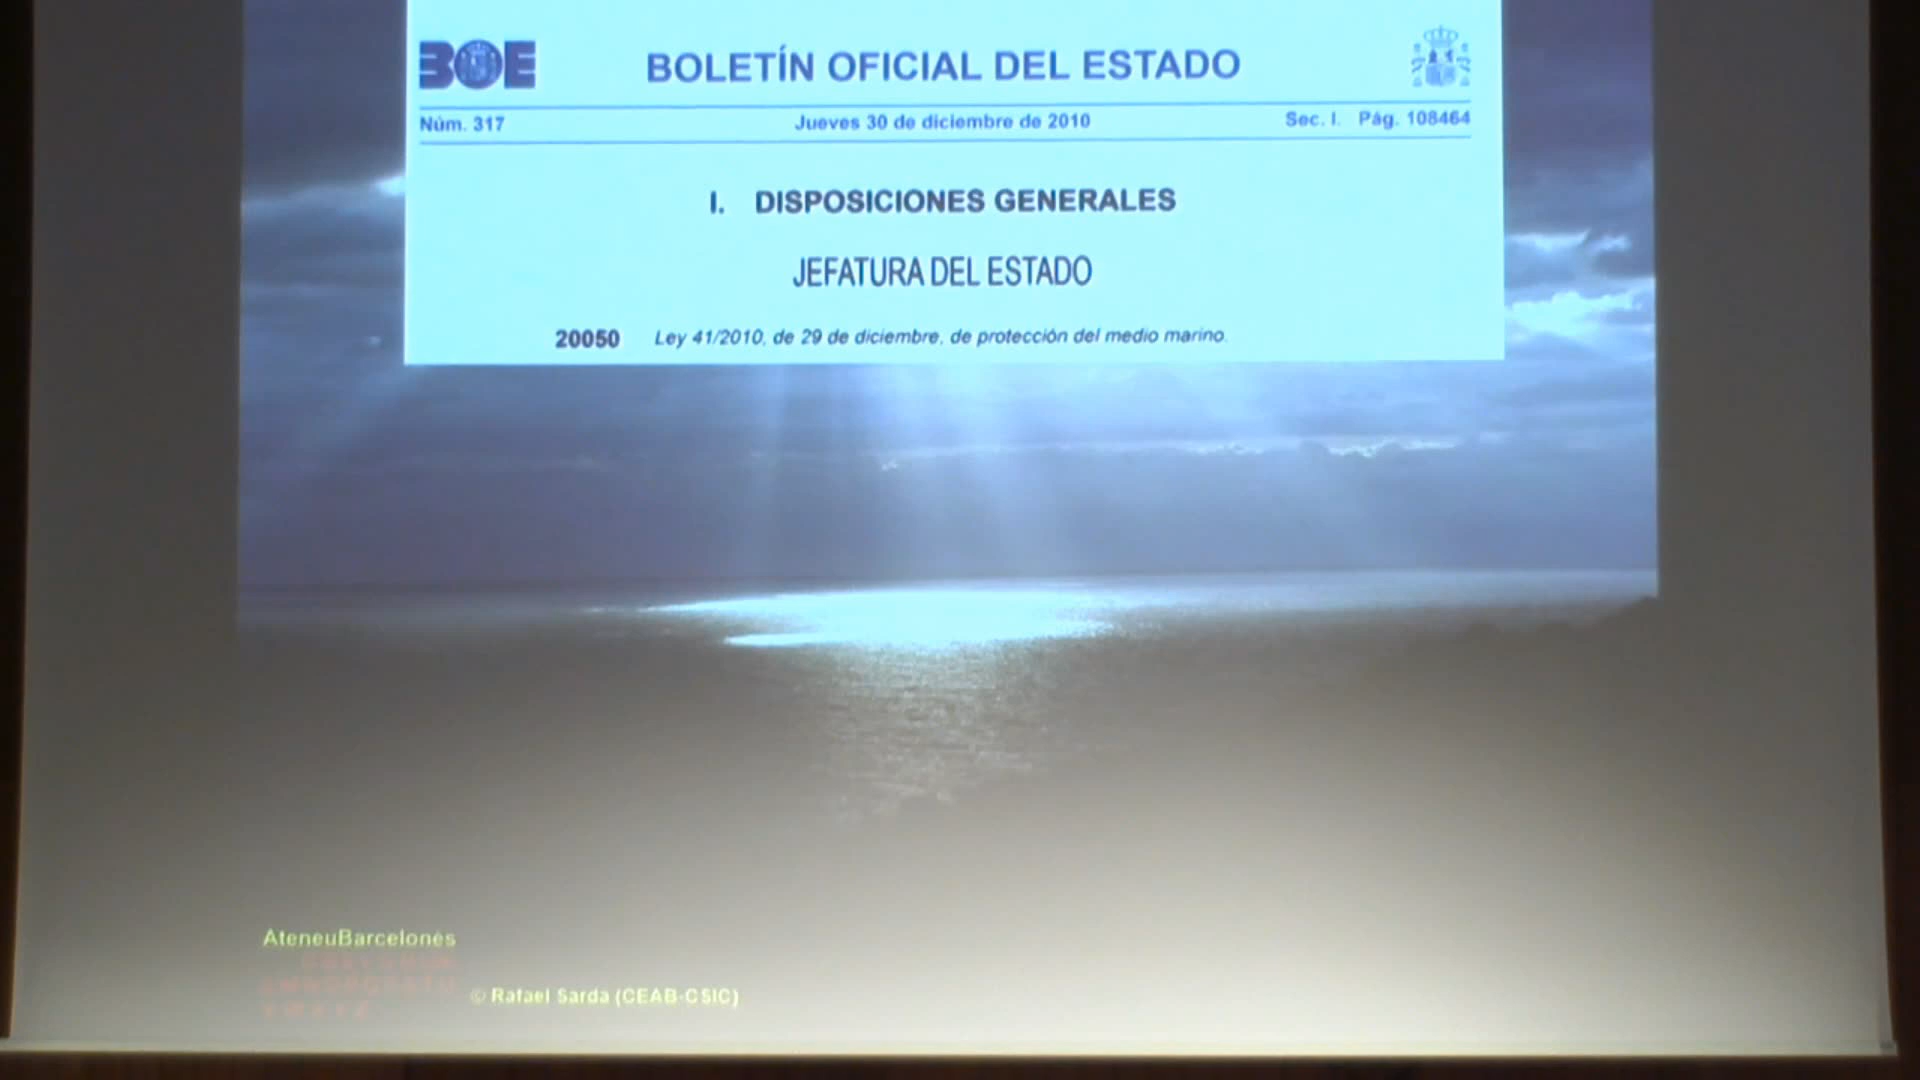 BOE
BOLETÍN OFICIAL DEL ESTADO
Núm. 317
Jueves 30 de diciembre de 2010
Sec. I. Pág. 108464
I. DISPOSICIONES GENERALES
JEFATURA DEL ESTADO
20050 Ley 41/2010, de 29 de diciembre, de protección del medio marino.
AteneuBarcelonès
© Rafael Sarda (CEAB-CSIC)